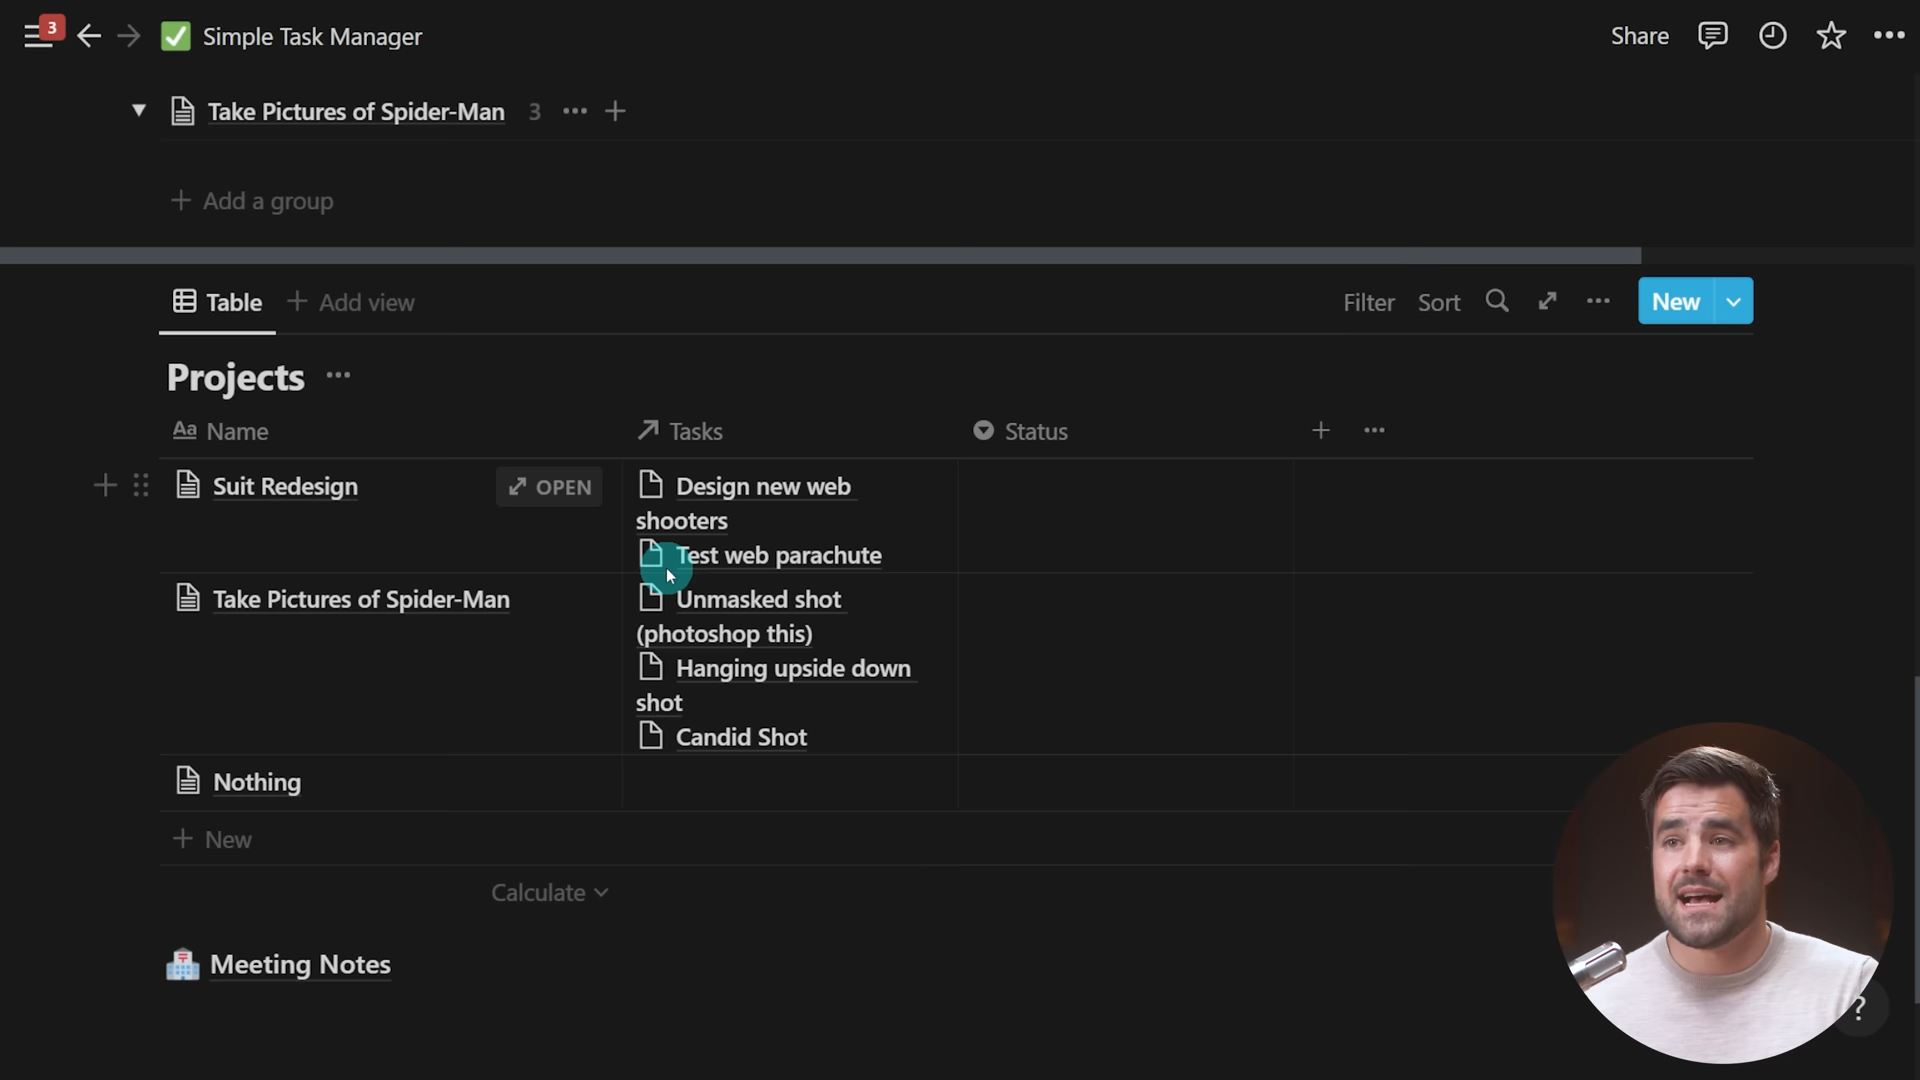 3
Simple Task Manager
Share
Take Pictures of Spider-Man 3
Add a group
Table
Add view
Filter
Sort
New
Projects
Aa Name
Tasks
Status
Suit Redesign
OPEN
Design new web
shooters
Test web parachute
Take Pictures of Spider-Man
Unmasked shot
(photoshop this)
Hanging upside down
shot
Candid Shot
Nothing
New
Calculate
Meeting Notes
?